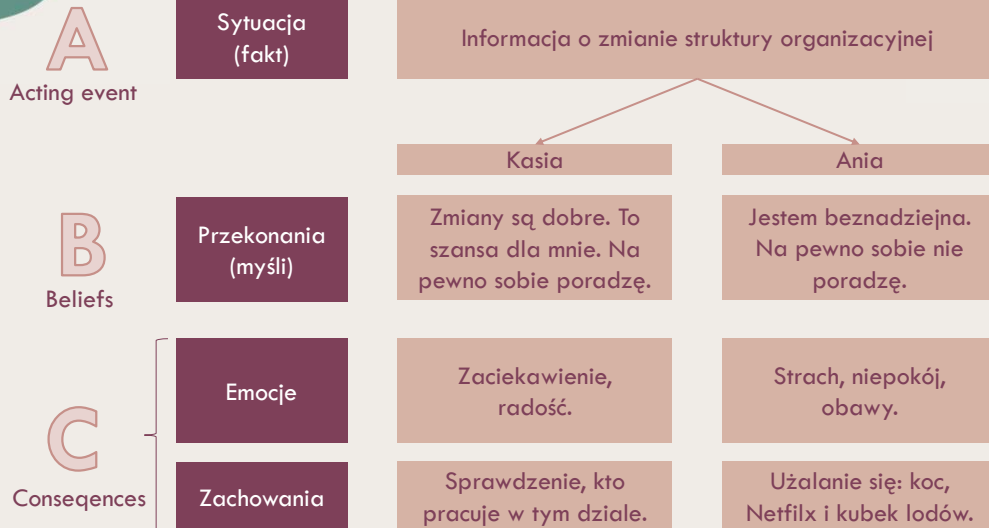 A
Acting event
Sytuacja
(fakt)
Informacja o zmianie struktury organizacyjnej
Kasia
Ania
B
Beliefs
Przekonania
(myśli)
Zmiany są dobre. To
szansa dla mnie. Na
pewno sobie poradzę.
Jestem beznadziejna.
Na pewno sobie nie
poradzę.
C
Conseqences
Emocje
Zaciekawienie,
radość.
Strach, niepokój,
obawy.
Zachowania
Sprawdzenie, kto
pracuje w tym dziale.
Użalanie się: koc,
Netfilx i kubek lodów.